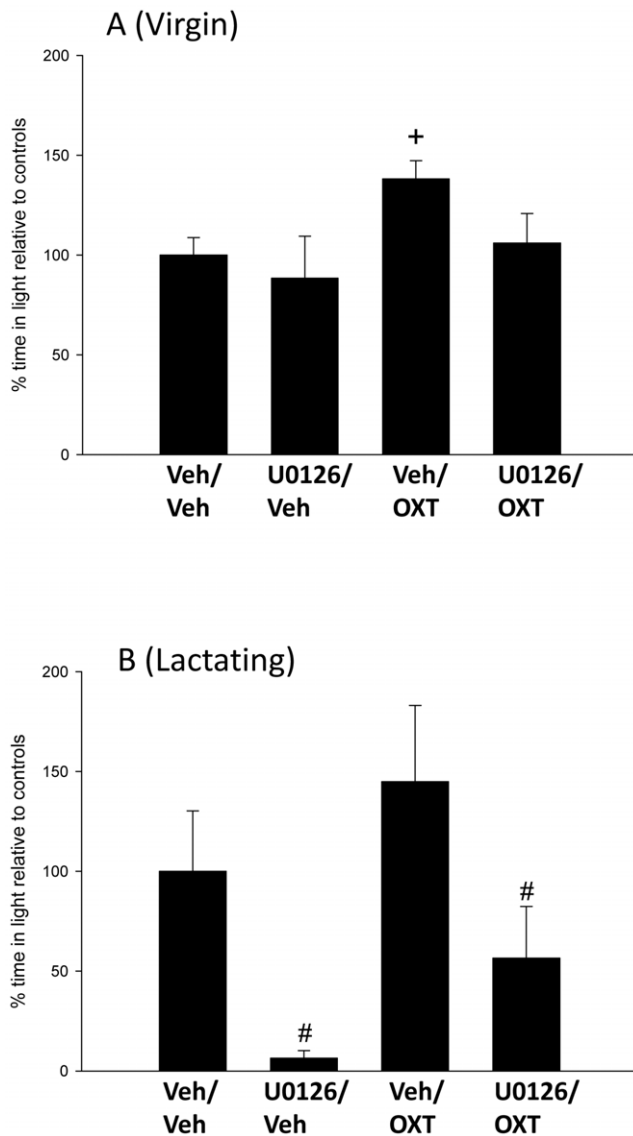 A (Virgin)
% time in light relative to controls
200
150
100
50
0
+
Veh/ U0126/ Veh/ U0126/
Veh Veh OXT OXT
B (Lactating)
% time in light relative to controls
200
150
100
50
0
#
#
Veh/ U0126/ Veh/ U0126/
Veh Veh OXT OXT